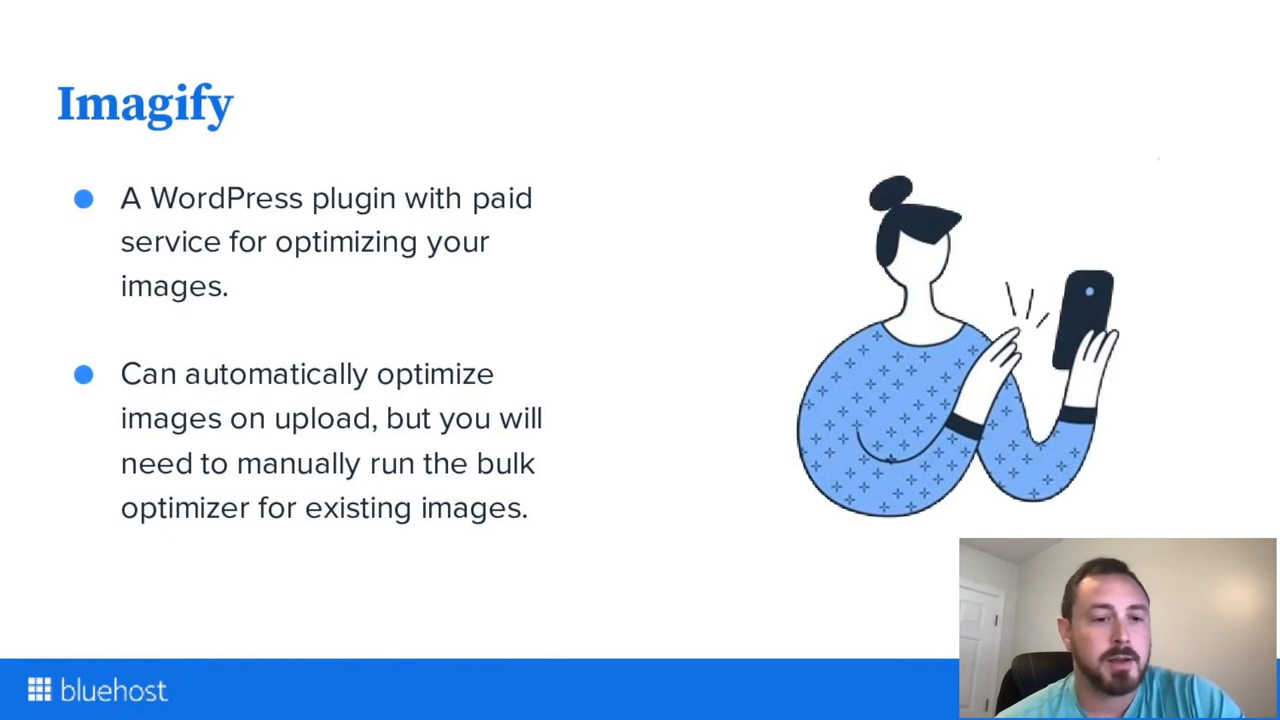 Imagify
A WordPress plugin with paid
service for optimizing your
images.
Can automatically optimize
images on upload, but you will
need to manually run the bulk
optimizer for existing images.
bluehost